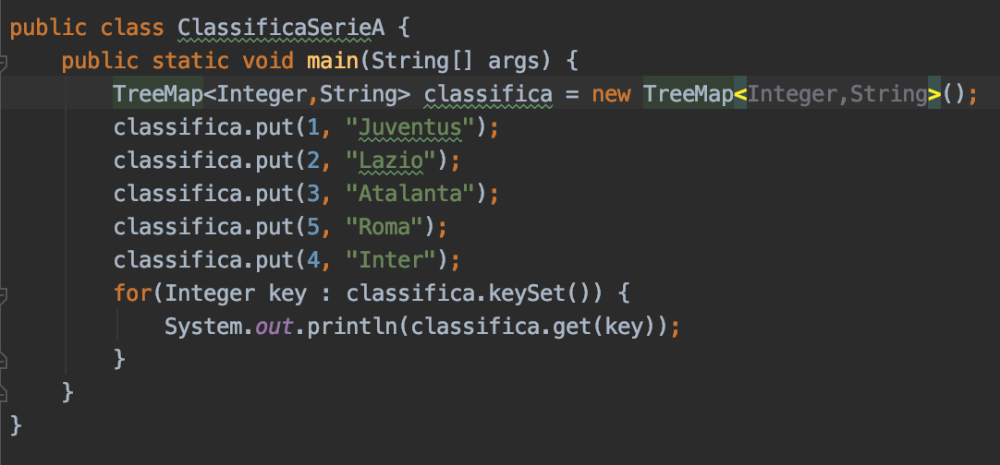 public class ClassificaSerieA {
    public static void main(String[] args) {
        TreeMap<Integer,String> classifica = new TreeMap<Integer,String>();
        classifica.put(1, "Juventus");
        classifica.put(2, "Lazio");
        classifica.put(3, "Atalanta");
        classifica.put(5, "Roma");
        classifica.put(4, "Inter");
        for(Integer key : classifica.keySet()) {
            System.out.println(classifica.get(key));
        }
    }
}